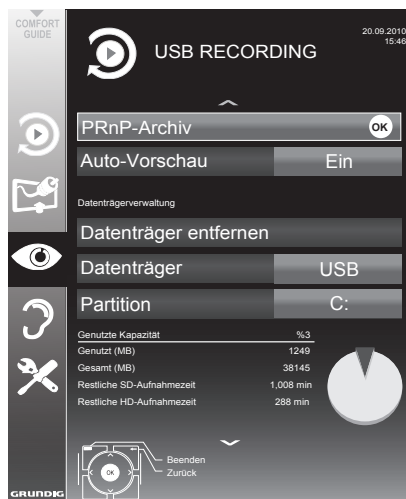 COMFORT
GUIDE
USB RECORDING
20.09.2010
15:46
PRnP-Archiv OK
Auto-Vorschau Ein
Datenträgerverwaltung
Datenträger entfernen
Datenträger USB
Partition C:
Genutzte Kapazität %3
Genutzt (MB) 1249
Gesamt (MB) 38145
Restliche SD-Aufnahmezeit 1,008 min
Restliche HD-Aufnahmezeit 288 min
Beenden
OK Zurück
GRUNDIG